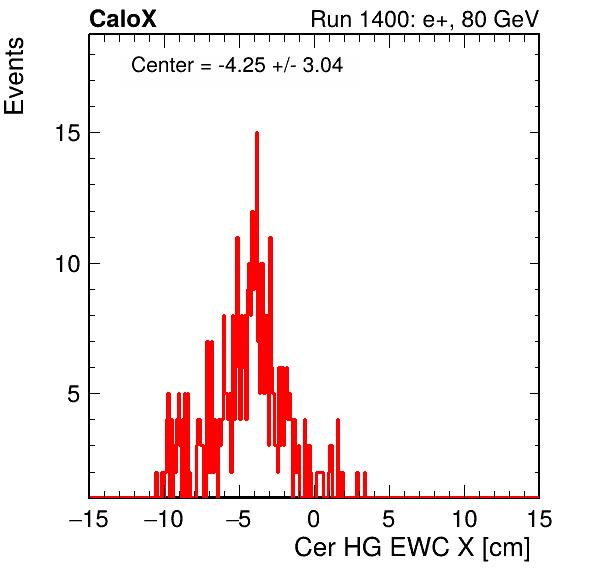 CaloX Run 1400: e+, 80 GeV
Center = -4.25 +/- 3.04
Events
15
10
5
−15 −10 −5 0 5 10 15
Cer HG EWC X [cm]